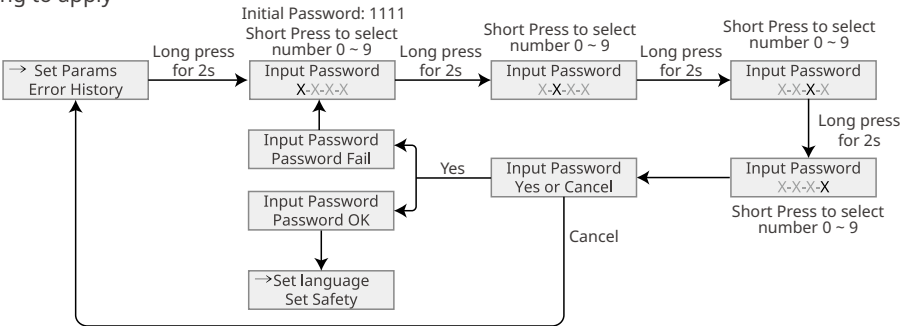 ng to apply
Initial Password: 1111
Short Press to select
number 0 ~ 9
Short Press to select
number 0 ~ 9
Short Press to select
number 0 ~ 9
→ Set Params
Error History
Long press
for 2s
Input Password
X-X-X-X
Long press
for 2s
Input Password
X-X-X-X
Long press
for 2s
Input Password
X-X-X-X
Long press
for 2s
Input Password
Password Fail
Input Password
Password OK
Yes
Input Password
Yes or Cancel
Input Password
X-X-X-X
Short Press to select
number 0 ~ 9
Cancel
→Set language
Set Safety